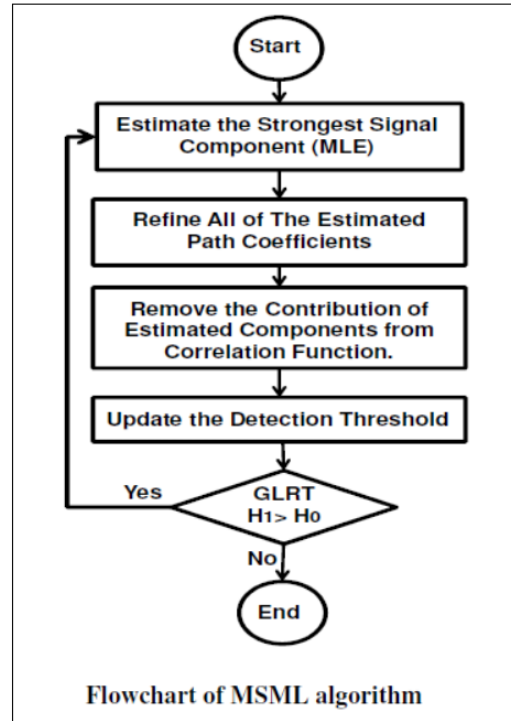 Start
Estimate the Strongest Signal
Component (MLE)
Refine All of The Estimated
Path Coefficients
Remove the Contribution of
Estimated Components from
Correlation Function.
Update the Detection Threshold
Yes
GLRT
H1> H0
No
End
Flowchart of MSML algorithm